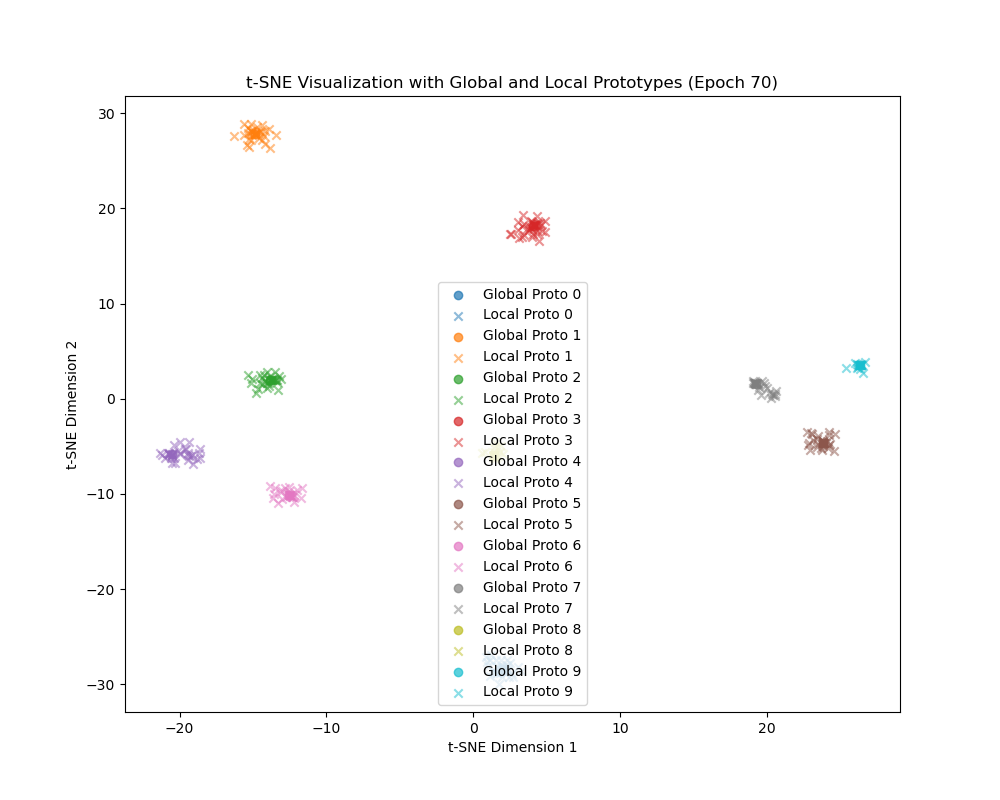 t-SNE Visualization with Global and Local Prototypes (Epoch 70)
30
20
10
0
−10
−20
−30
t-SNE Dimension 2
Global Proto 0
Local Proto 0
Global Proto 1
Local Proto 1
Global Proto 2
Local Proto 2
Global Proto 3
Local Proto 3
Global Proto 4
Local Proto 4
Global Proto 5
Local Proto 5
Global Proto 6
Local Proto 6
Global Proto 7
Local Proto 7
Global Proto 8
Local Proto 8
Global Proto 9
Local Proto 9
−20 −10 0 10 20
t-SNE Dimension 1